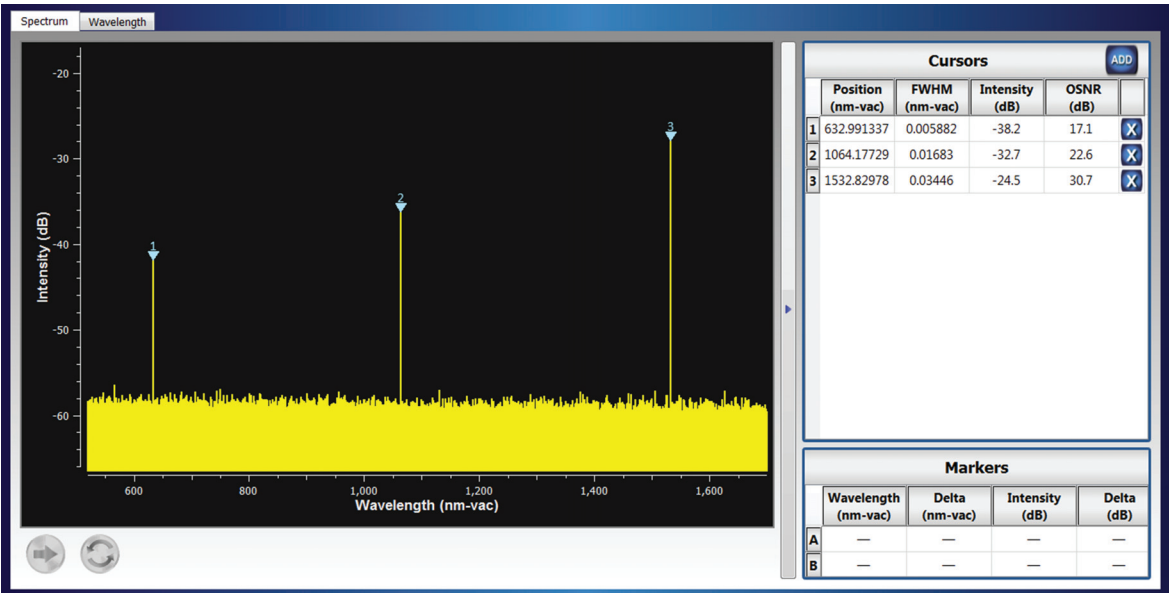 Spectrum Wavelength
-20
-30
-40
-50
-60
Intensity (dB)
1
2
3
600 800 1,000 1,200 1,400 1,600
Wavelength (nm-vac)
Cursors ADD
Position (nm-vac) FWHM (nm-vac) Intensity (dB) OSNR (dB)
1 632.991337 0.005882 -38.2 17.1 X
2 1064.17729 0.01683 -32.7 22.6 X
3 1532.82978 0.03446 -24.5 30.7 X
Markers
Wavelength (nm-vac) Delta (nm-vac) Intensity (dB) Delta (dB)
A — — — —
B — — — —